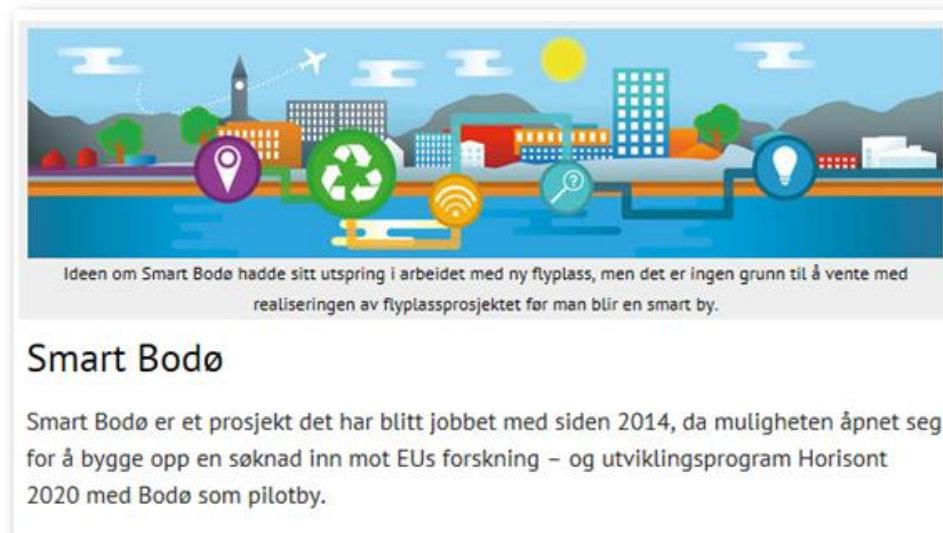 Ideen om Smart Bodø hadde sitt utspring i arbeidet med ny flyplass, men det er ingen grunn til å vente med
realiseringen av flyplassprosjektet før man blir en smart by.
Smart Bodø
Smart Bodø er et prosjekt det har blitt jobbet med siden 2014, da muligheten åpnet seg
for å bygge opp en søknad inn mot EUs forskning – og utviklingsprogram Horisont
2020 med Bodø som pilotby.